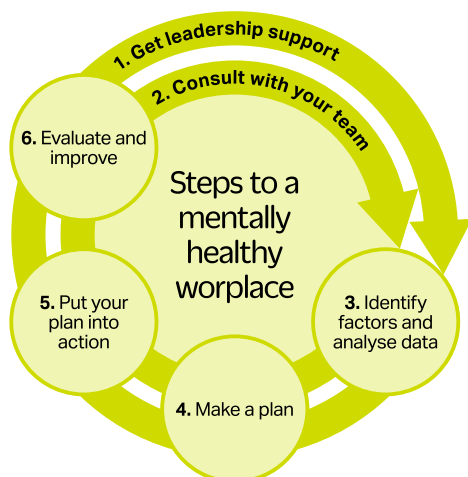 1. Get leadership support
2. Consult with your team
Steps to a
mentally
healthy
worplace
3. Identify
factors and
analyse data
4. Make a plan
5. Put your
plan into
action
6. Evaluate and
improve